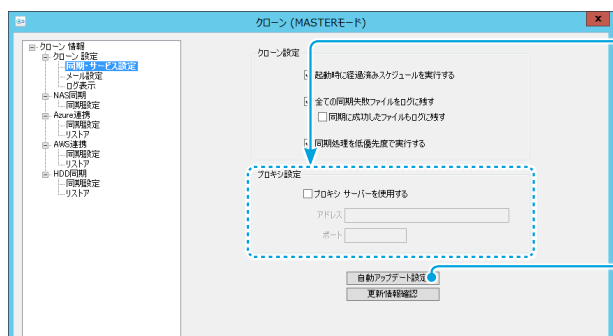 クローン (MASTERモード)
x
クローン 情報
クローン 設定
同期・サービス設定
メール設定
ログ表示
NAS同期
同期設定
Azure連携
同期設定
リストア
AWS連携
同期設定
リストア
HDD同期
同期設定
リストア
クローン設定
起動時に経過済みスケジュールを実行する
全ての同期失敗ファイルをログに残す
同期に成功したファイルもログに残す
同期処理を低優先度で実行する
プロキシ設定
プロキシ サーバーを使用する
アドレス
ポート
自動アップデート設定
更新情報確認